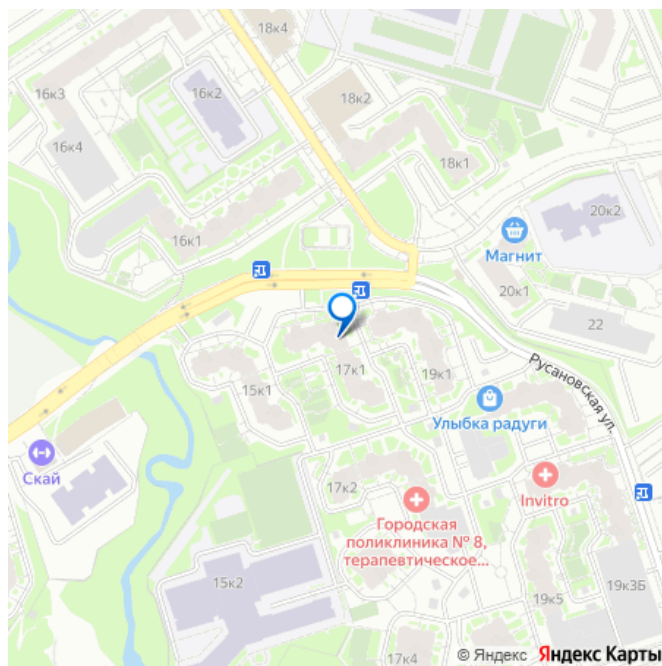 18к4
16к3
16к2
18к2
16к4
18к1
20к2
16к1
Магнит
20к1
22
Русановская ул.
17к1
19к1
15к1
Улыбка радуги
Скай
17к2
Invitro
Городская
поликлиника № 8,
терапевтическое...
15к2
19к3Б
19к5
17к4
© Яндекс Яндекс Карты